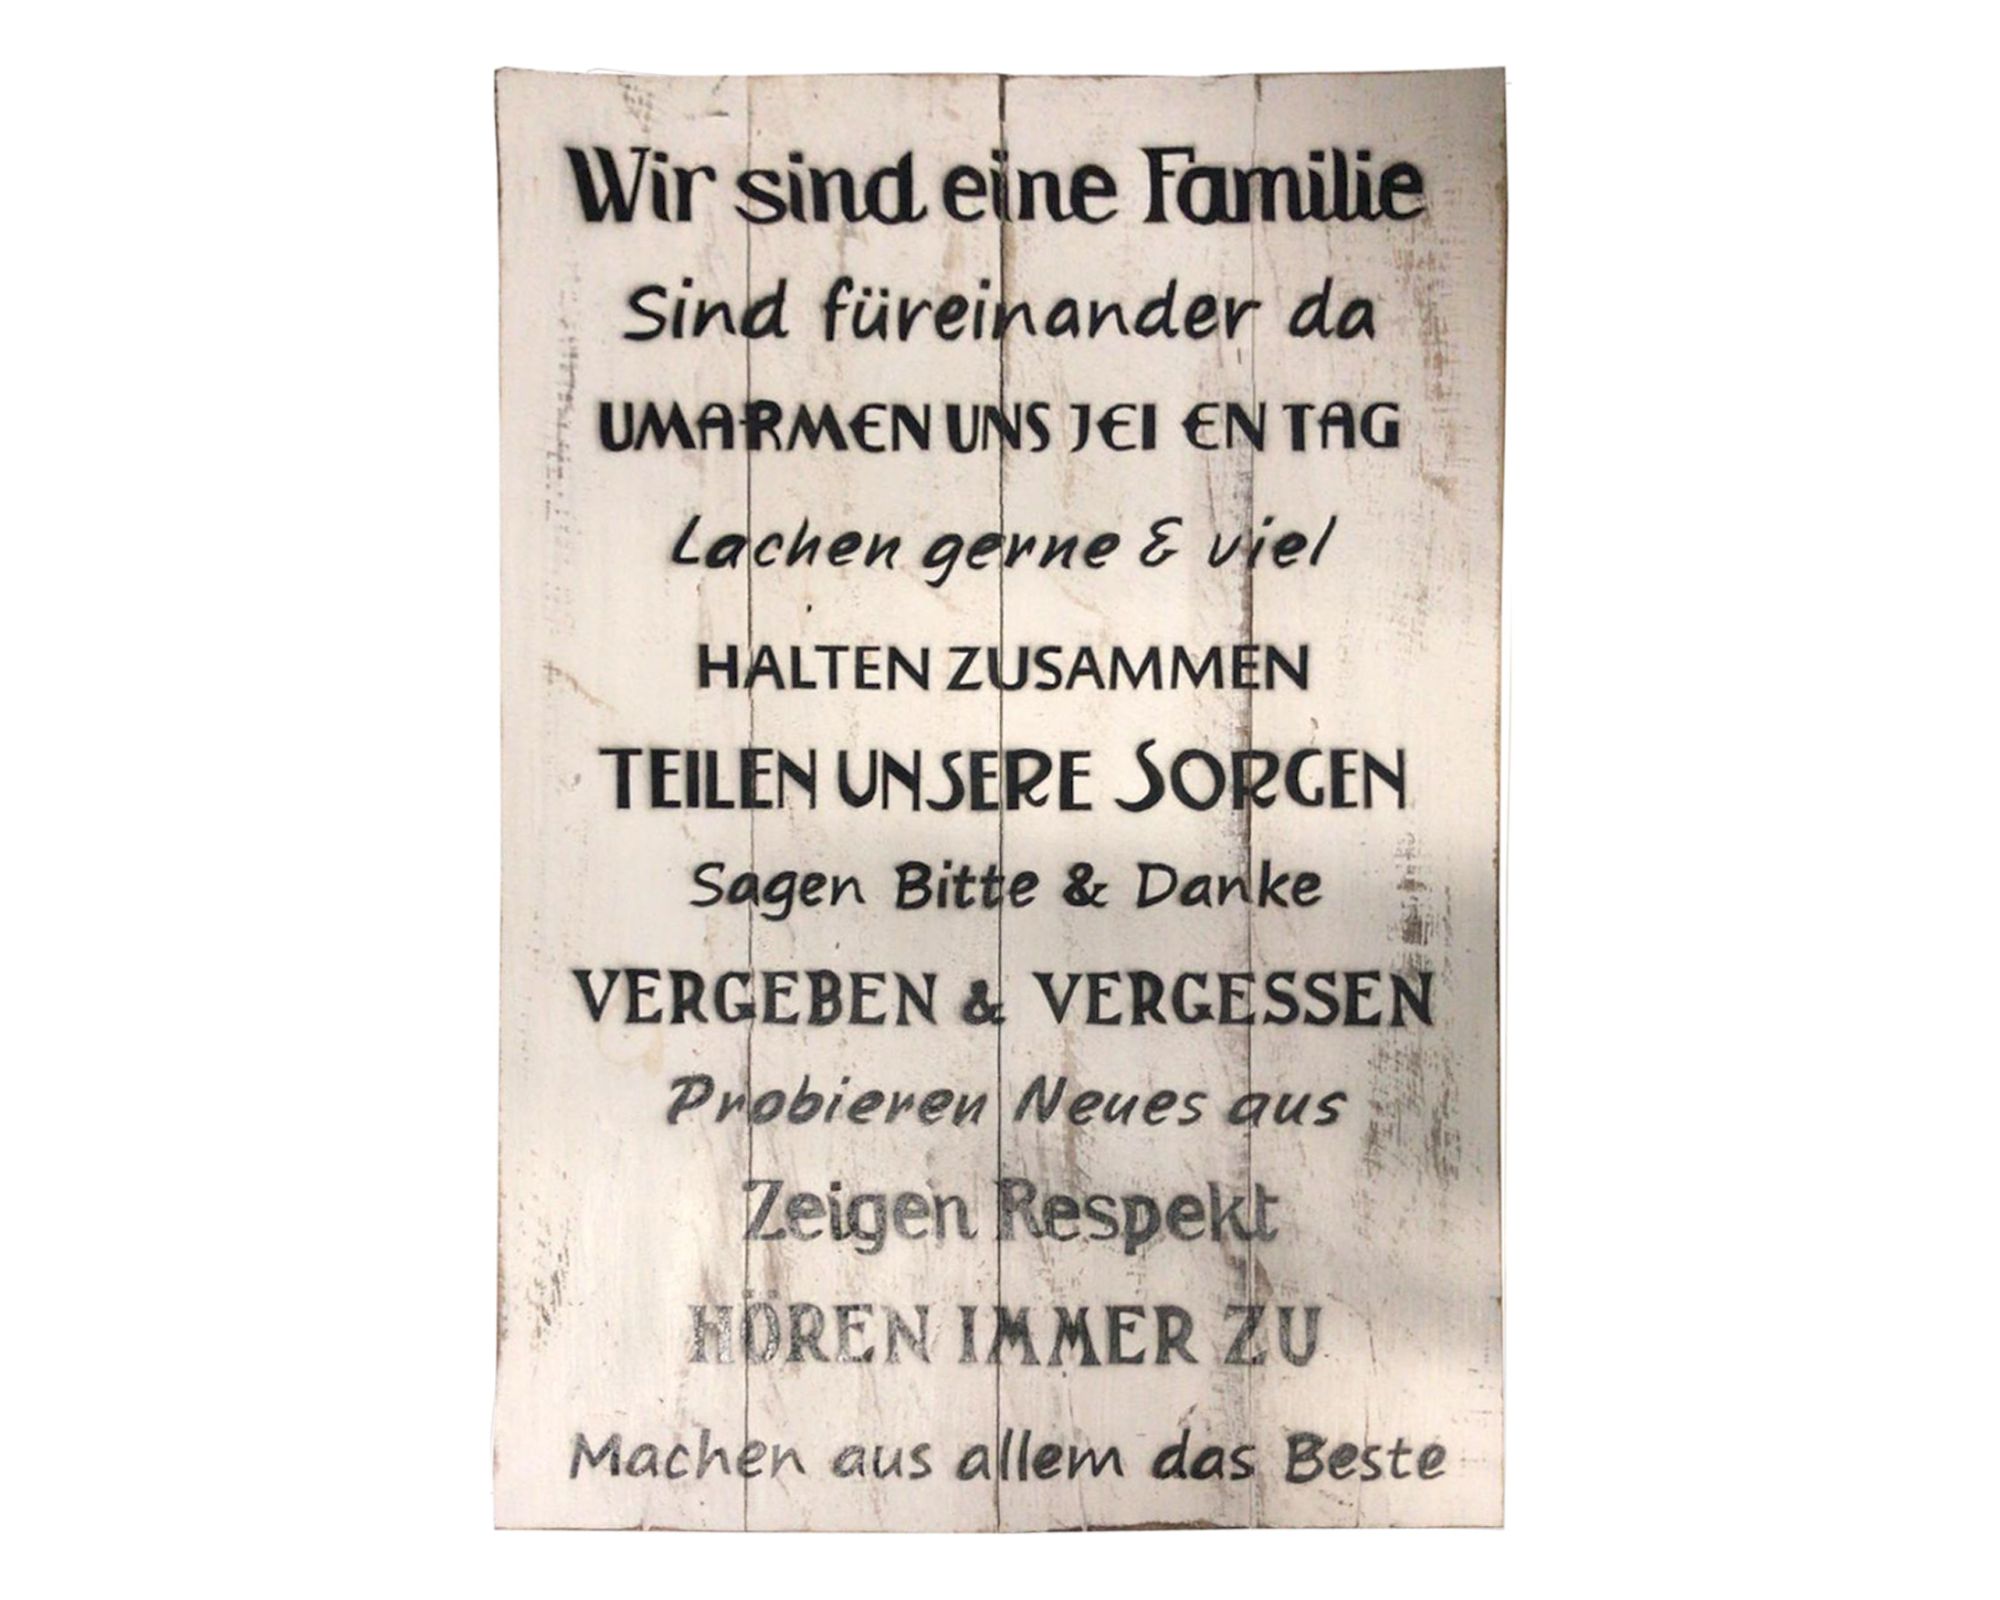 Wir sind eine Familie
Sind füreinander da
UMARMEN UNS JEI EN TAG
Lachen gerne & viel
HALTEN ZUSAMMEN
TEILEN UNSERE SORGEN
Sagen Bitte & Danke
VERGEBEN & VERGESSEN
Probieren Neues aus
Zeigen Respekt
HÖREN IMMER ZU
Machen aus allem das Beste